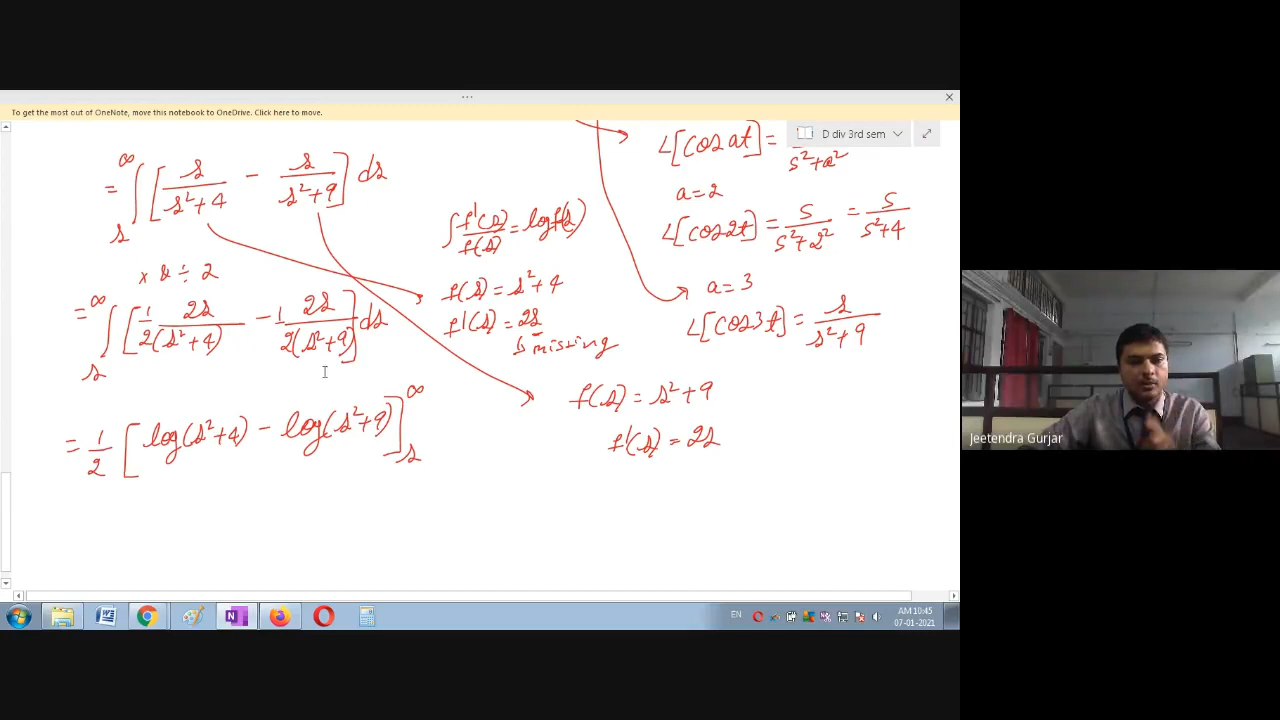 To get the most out of OneNote, move this notebook to OneDrive. Click here to move.
D div 3rd sem
= ∫_s^∞ [ s/(s²+4) - s/(s²+9) ] ds
× & ÷ 2
= ∫_s^∞ [ 1/2 2s/(s²+4) - 1/2 2s/(s²+9) ] ds
= 1/2 [ log(s²+4) - log(s²+9) ]_s^∞
∫ f'(s)/f(s) = log f(s)
f(s) = s²+4
f'(s) = 2s
↳ missing
L[cos at] = /s²+a²
a = 2
L[cos 2t] = s/(s²+2²) = s/(s²+4)
a = 3
L[cos 3t] = s/(s²+9)
f(s) = s²+9
f'(s) = 2s
Jeetendra Gurjar
EN
AM 10:45
07-01-2021